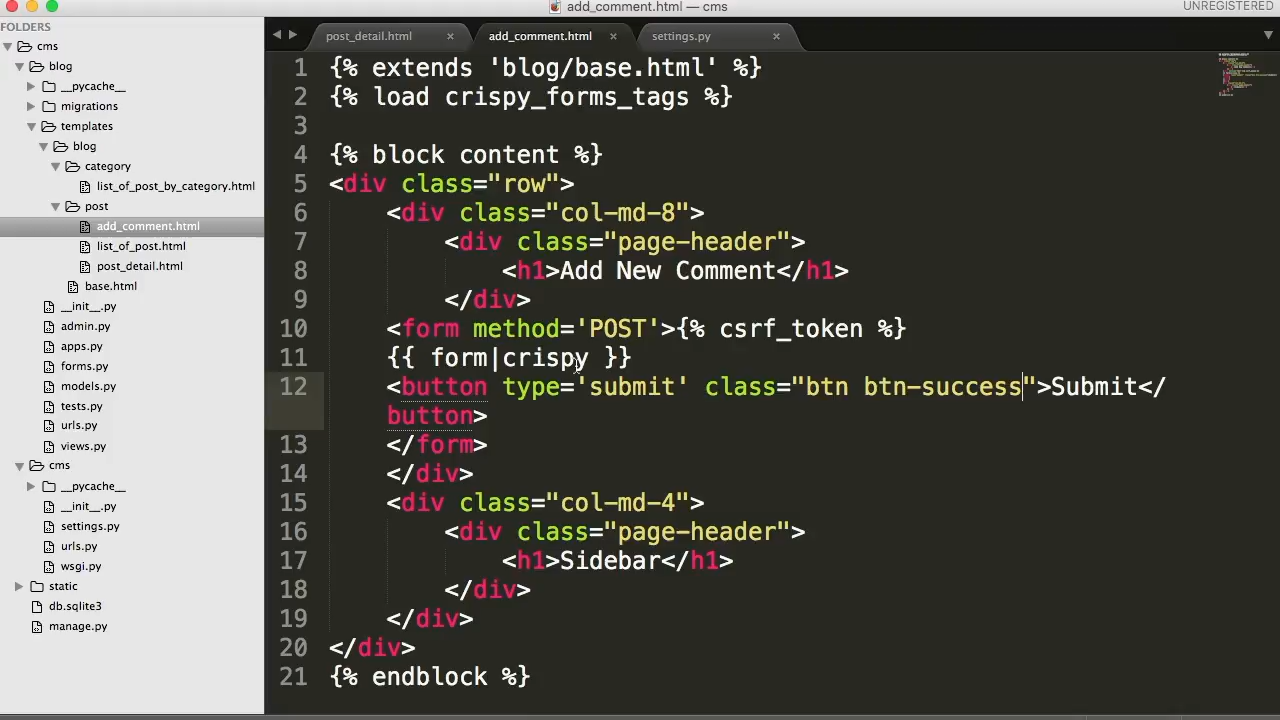 add_comment.html — cms
UNREGISTERED
FOLDERS
cms
blog
__pycache__
migrations
templates
blog
category
list_of_post_by_category.html
post
add_comment.html
list_of_post.html
post_detail.html
base.html
__init__.py
admin.py
apps.py
forms.py
models.py
tests.py
urls.py
views.py
cms
__pycache__
__init__.py
settings.py
urls.py
wsgi.py
static
db.sqlite3
manage.py
post_detail.html
add_comment.html
settings.py
1 {% extends 'blog/base.html' %}
2 {% load crispy_forms_tags %}
3
4 {% block content %}
5 <div class="row">
6 <div class="col-md-8">
7 <div class="page-header">
8 <h1>Add New Comment</h1>
9 </div>
10 <form method='POST'>{% csrf_token %}
11 {{ form|crispy }}
12 <button type='submit' class="btn btn-success">Submit</
button>
13 </form>
14 </div>
15 <div class="col-md-4">
16 <div class="page-header">
17 <h1>Sidebar</h1>
18 </div>
19 </div>
20 </div>
21 {% endblock %}